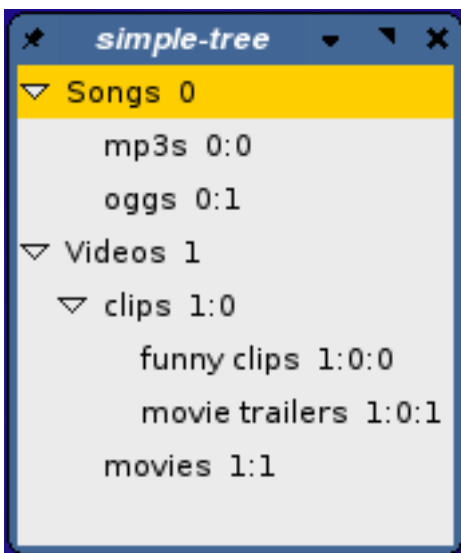 simple-tree
Songs 0
mp3s 0:0
oggs 0:1
Videos 1
clips 1:0
funny clips 1:0:0
movie trailers 1:0:1
movies 1:1